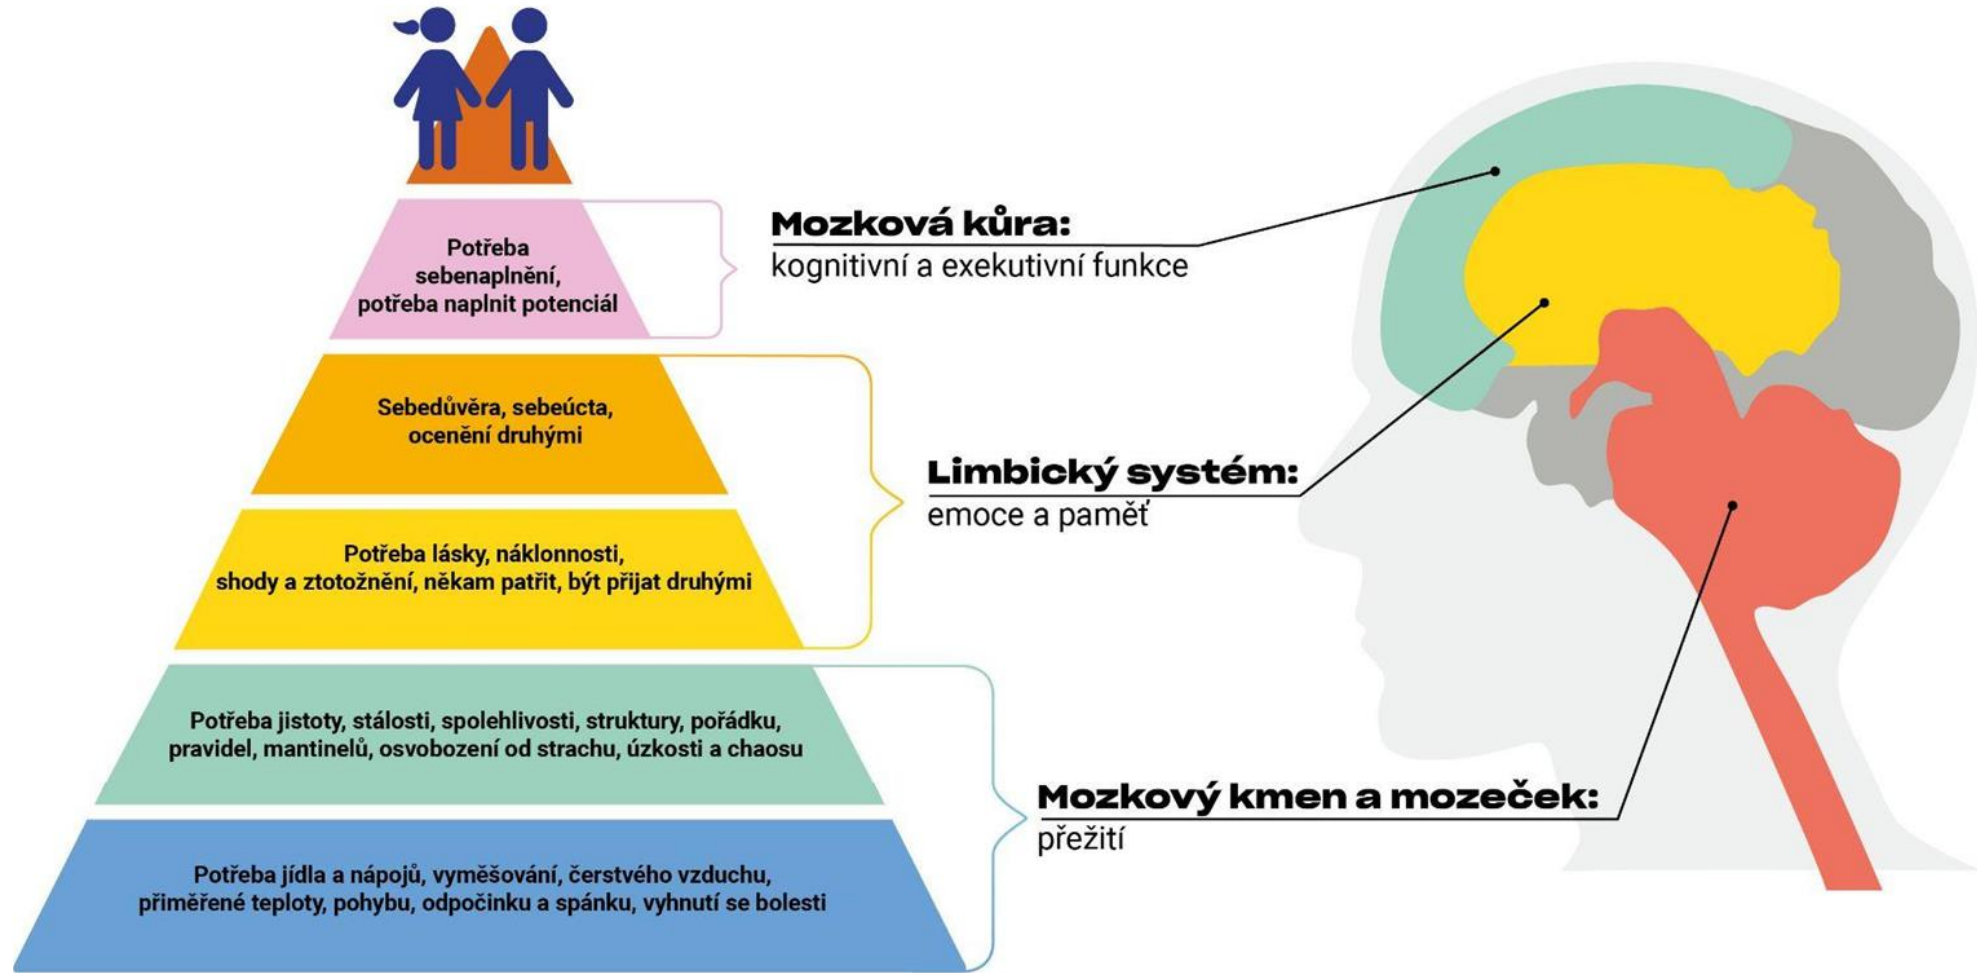 Potřeba
sebenaplnění,
potřeba naplnit potenciál
Mozková kůra:
kognitivní a exekutivní funkce
Sebedůvěra, sebeúcta,
ocenění druhými
Limbický systém:
emoce a paměť
Potřeba lásky, náklonnosti,
shody a ztotožnění, někam patřit, být přijat druhými
Potřeba jistoty, stálosti, spolehlivosti, struktury, pořádku,
pravidel, mantinelů, osvobození od strachu, úzkosti a chaosu
Mozkový kmen a mozeček:
přežití
Potřeba jídla a nápojů, vyměšování, čerstvého vzduchu,
přiměřené teploty, pohybu, odpočinku a spánku, vyhnutí se bolesti